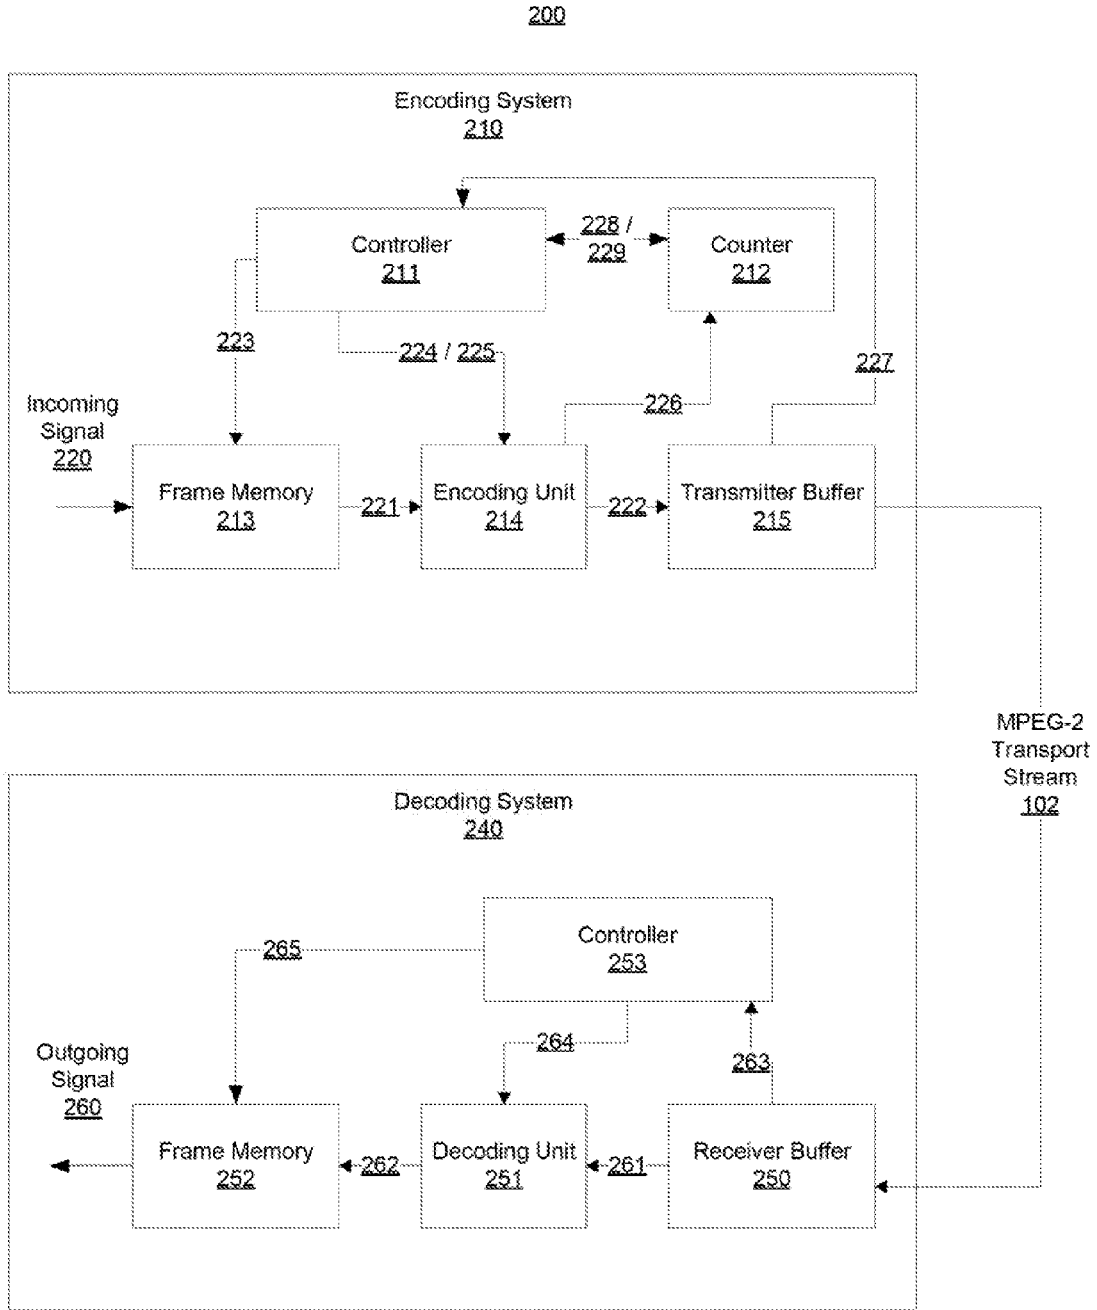 200
Encoding System
210
Controller
211
228 /
229
Counter
212
223
224 / 225
227
226
Incoming
Signal
220
Frame Memory
213
221
Encoding Unit
214
222
Transmitter Buffer
215
MPEG-2
Transport
Stream
102
Decoding System
240
Controller
253
265
264
263
Outgoing
Signal
260
Frame Memory
252
262
Decoding Unit
251
261
Receiver Buffer
250